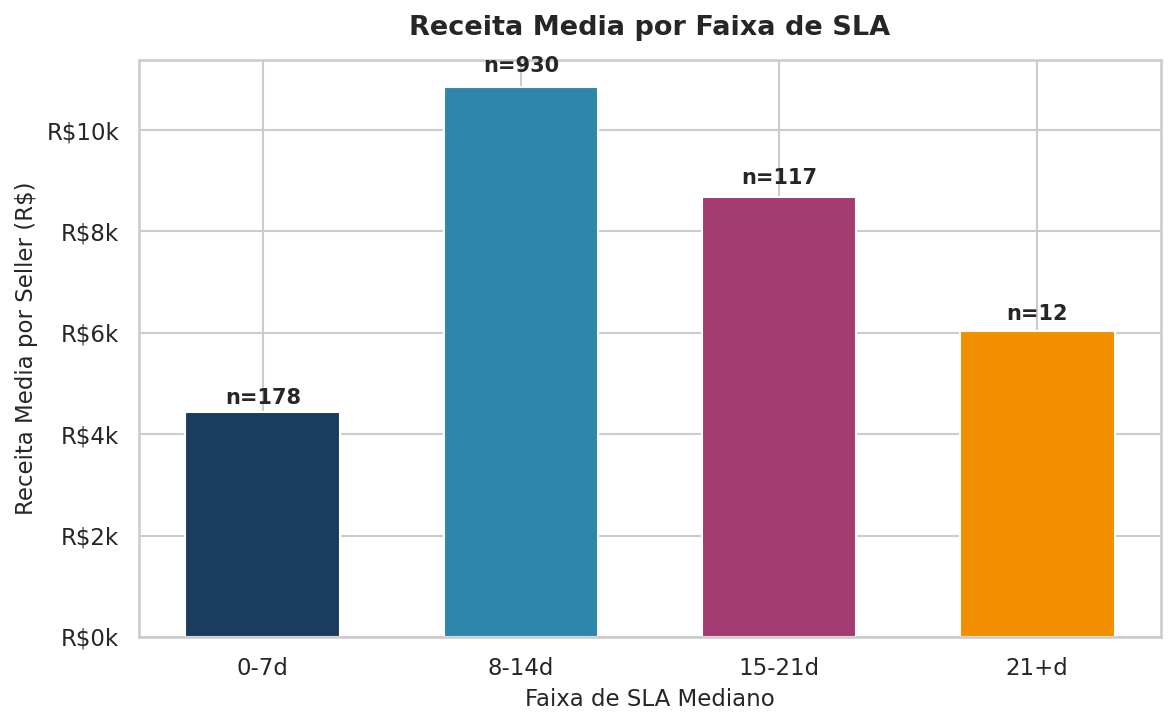 Receita Media por Faixa de SLA
Receita Media por Seller (R$)
R$10k
R$8k
R$6k
R$4k
R$2k
R$0k
n=178
n=930
n=117
n=12
0-7d
8-14d
15-21d
21+d
Faixa de SLA Mediano